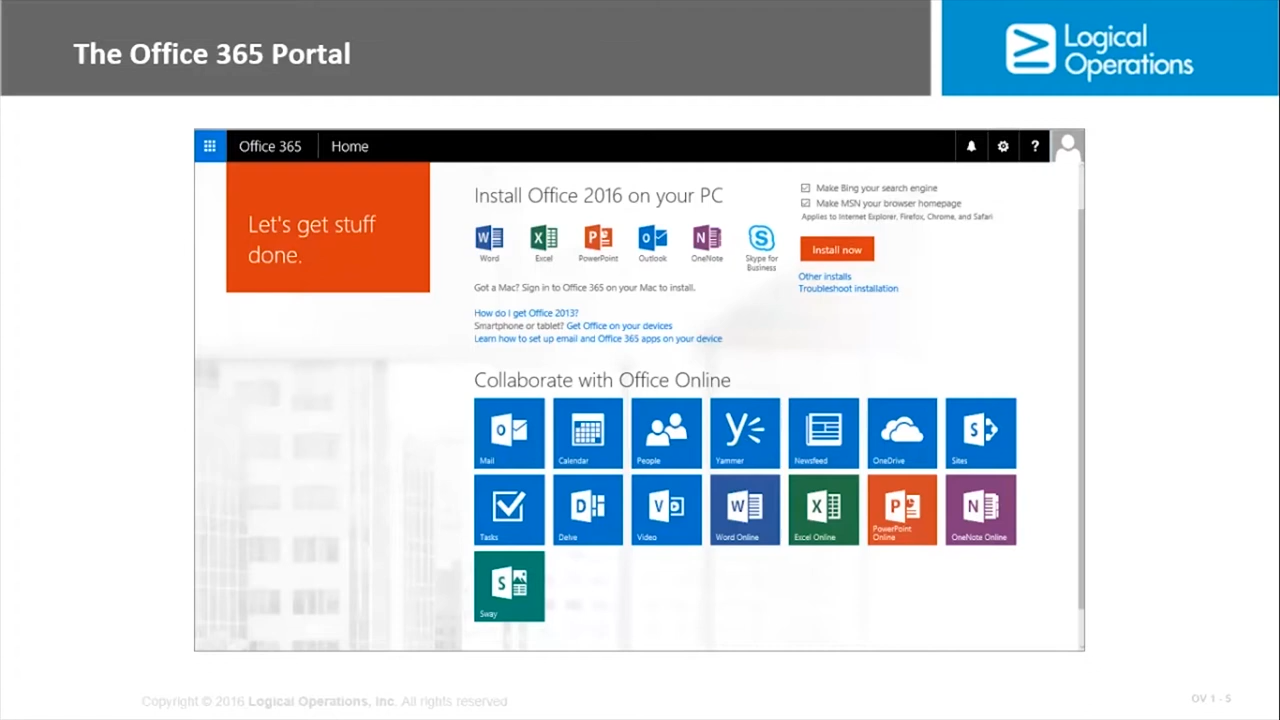 The Office 365 Portal
Logical
Operations
Office 365
Home
?
Let's get stuff
done.
Install Office 2016 on your PC
Word
Excel
PowerPoint
Outlook
OneNote
Skype for
Business
Got a Mac? Sign in to Office 365 on your Mac to install.
How do I get Office 2013?
Smartphone or tablet? Get Office on your devices
Learn how to set up email and Office 365 apps on your device
Make Bing your search engine
Make MSN your browser homepage
Applies to Internet Explorer, Firefox, Chrome, and Safari
Install now
Other installs
Troubleshoot installation
Collaborate with Office Online
Mail
Calendar
People
Yammer
Newsfeed
OneDrive
Sites
Tasks
Delve
Video
Word Online
Excel Online
PowerPoint
Online
OneNote Online
Sway
Copyright © 2016 Logical Operations, Inc. All rights reserved
OV 1 - 5